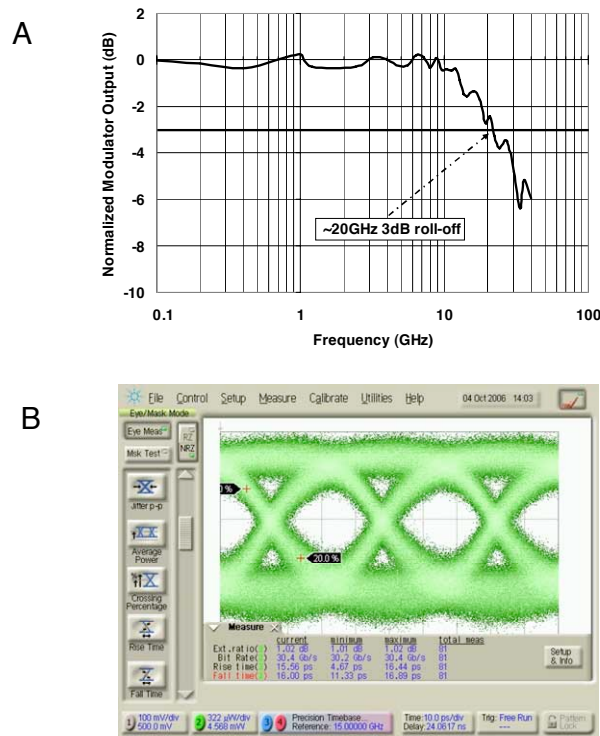 A
Normalized Modulator Output (dB)
2
0
-2
-4
-6
-8
-10
~20GHz 3dB roll-off
0.1
1
10
100
Frequency (GHz)
B
File Control Setup Measure Calibrate Utilities Help 04 Oct 2006 14:03
Eye/Mask Mode
Eye Meas
RZ
NRZ
Msk Test
Jitter p-p
Average
Power
Crossing
Percentage
Rise Time
Fall Time
20.0 %
Measure
current minimum maximum total meas
Ext.ratio( ) 1.02 dB 1.01 dB 1.02 dB 81
Bit Rate( ) 30.4 Gb/s 30.2 Gb/s 30.4 Gb/s 81
Rise time( ) 15.56 ps 4.67 ps 16.44 ps 81
Fall time( ) 16.00 ps 11.33 ps 16.89 ps 81
Setup
& Info
1 100 mV/div
500.0 mV
2 322 µW/div
4.568 mW
3 4 Precision Timebase...
Reference: 15.00000 GHz
Time:10.0 ps/div
Delay:24.0617 ns
Trig: Free Run
---
Pattern
Lock